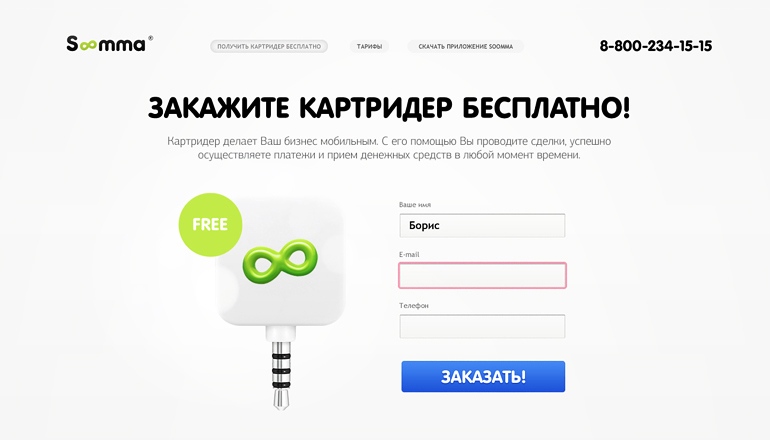 Soomma®
ПОЛУЧИТЬ КАРТРИДЕР БЕСПЛАТНО
ТАРИФЫ
СКАЧАТЬ ПРИЛОЖЕНИЕ SOOMMA
8-800-234-15-15
ЗАКАЖИТЕ КАРТРИДЕР БЕСПЛАТНО!
Картридер делает Ваш бизнес мобильным. С его помощью Вы проводите сделки, успешно
осуществляете платежи и прием денежных средств в любой момент времени.
FREE
Ваше имя
Борис
E-mail
Телефон
ЗАКАЗАТЬ!